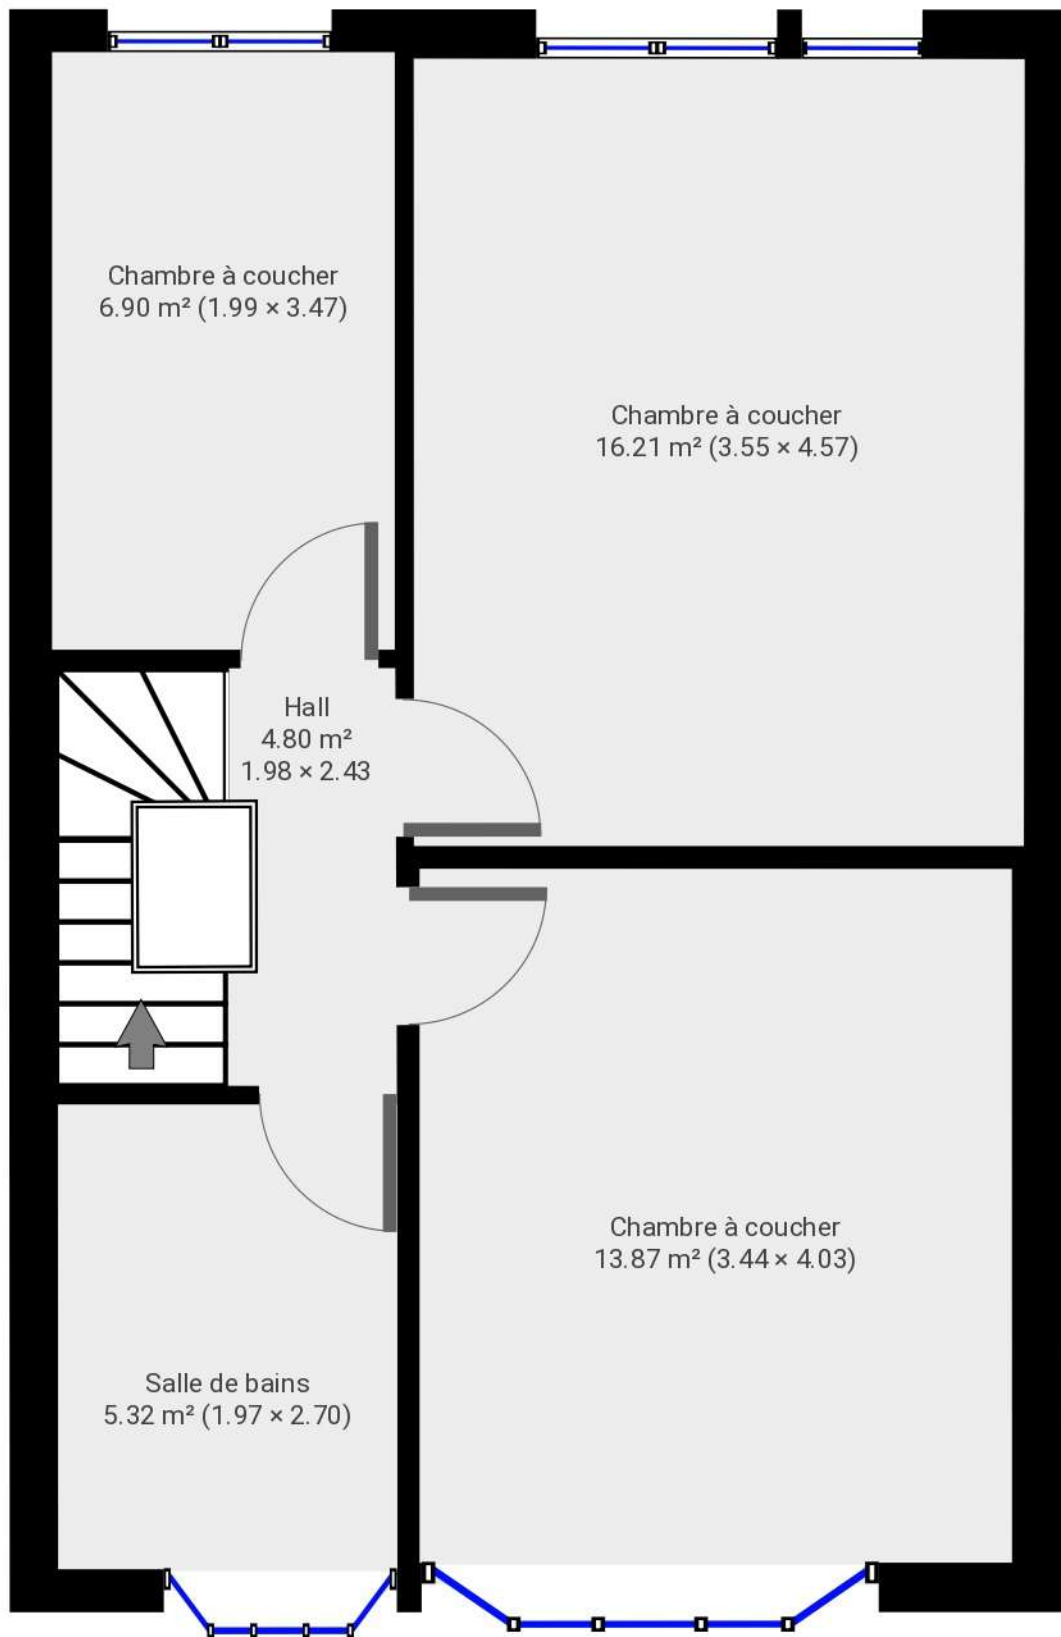 Chambre à coucher
6.90 m² (1.99 × 3.47)
Chambre à coucher
16.21 m² (3.55 × 4.57)
Hall
4.80 m²
1.98 × 2.43
Chambre à coucher
13.87 m² (3.44 × 4.03)
Salle de bains
5.32 m² (1.97 × 2.70)